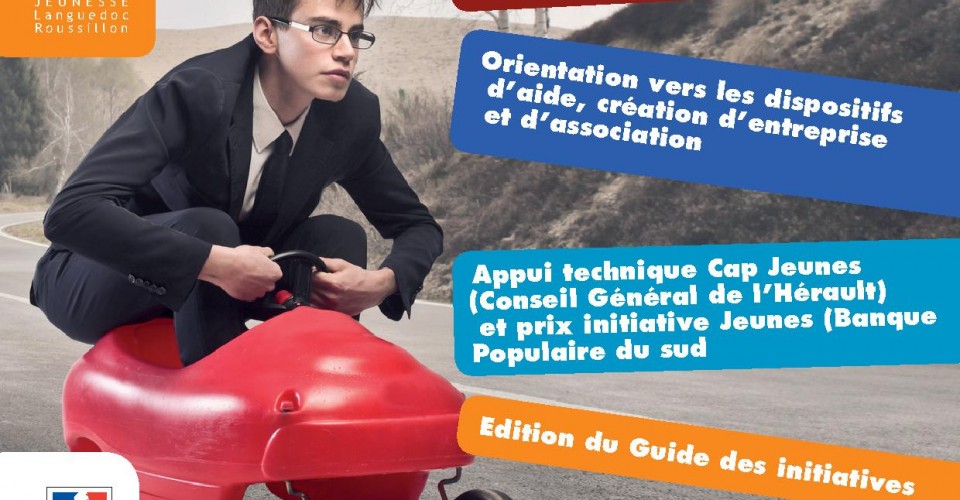 JEUNESSE
Languedoc
Roussillon
Orientation vers les dispositifs
d'aide, création d'entreprise
et d'association
Appui technique Cap Jeunes
(Conseil Général de l'Hérault)
et prix initiative Jeunes (Banque
Populaire du sud
Edition du Guide des initiatives